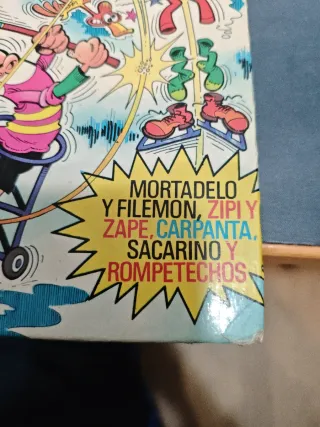 MORTADELO
Y FILEMON, ZIPI Y
ZAPE, CARPANTA,
SACARINO Y
ROMPETECHOS